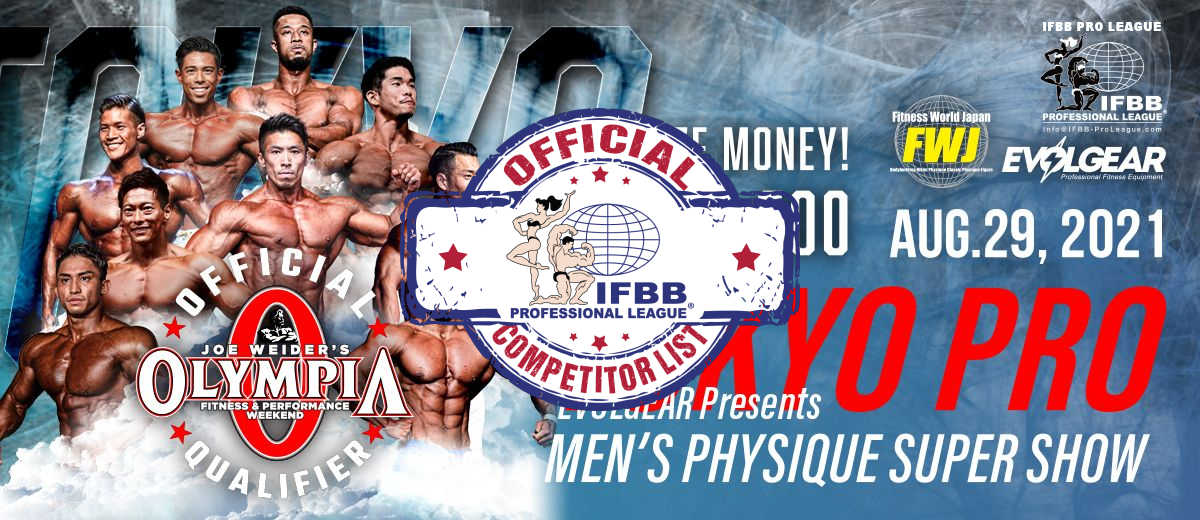 IFBB PRO LEAGUE
IFBB
PROFESSIONAL LEAGUE®
info@IFBB-ProLeague.com
Fitness World Japan
FWJ
EVOLGEAR
Professional Fitness Equipment
MONEY!
00
AUG.29, 2021
OFFICIAL
IFBB
PROFESSIONAL LEAGUE®
COMPETITOR LIST
OFFICIAL
JOE WEIDER'S
OLYMPIA
FITNESS & PERFORMANCE
WEEKEND
QUALIFIER
KYO PRO
EVOLGEAR Presents
MEN'S PHYSIQUE SUPER SHOW